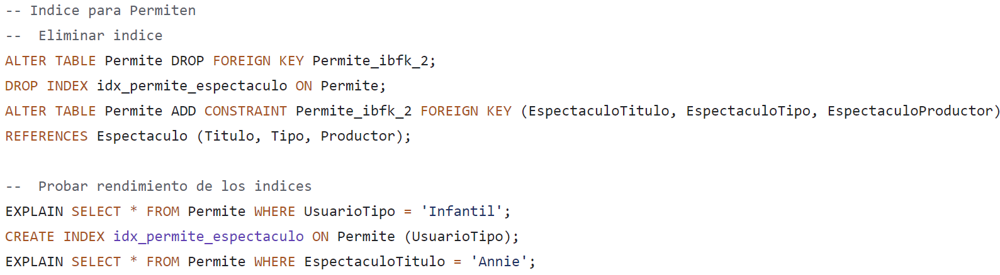 -- Indice para Permiten
--  Eliminar indice
ALTER TABLE Permite DROP FOREIGN KEY Permite_ibfk_2;
DROP INDEX idx_permite_espectaculo ON Permite;
ALTER TABLE Permite ADD CONSTRAINT Permite_ibfk_2 FOREIGN KEY (EspectaculoTitulo, EspectaculoTipo, EspectaculoProductor)
REFERENCES Espectaculo (Titulo, Tipo, Productor);
--  Probar rendimiento de los indices
EXPLAIN SELECT * FROM Permite WHERE UsuarioTipo = 'Infantil';
CREATE INDEX idx_permite_espectaculo ON Permite (UsuarioTipo);
EXPLAIN SELECT * FROM Permite WHERE EspectaculoTitulo = 'Annie';